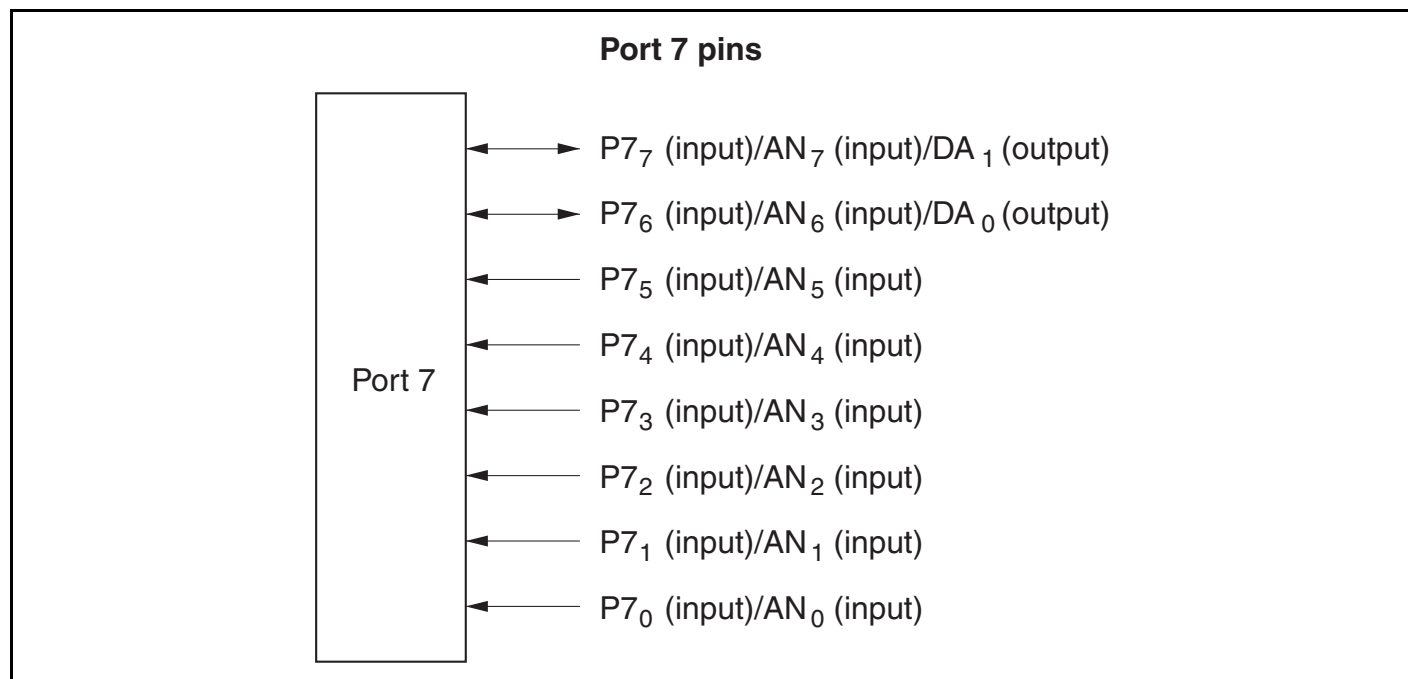 Port 7 pins
P7₇ (input)/AN₇ (input)/DA₁ (output)
P7₆ (input)/AN₆ (input)/DA₀ (output)
P7₅ (input)/AN₅ (input)
P7₄ (input)/AN₄ (input)
Port 7
P7₃ (input)/AN₃ (input)
P7₂ (input)/AN₂ (input)
P7₁ (input)/AN₁ (input)
P7₀ (input)/AN₀ (input)